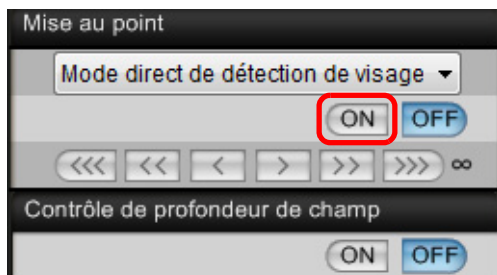 Mise au point
Mode direct de détection de visage
ON OFF
<<< << < > >> >>> ∞
Contrôle de profondeur de champ
ON OFF